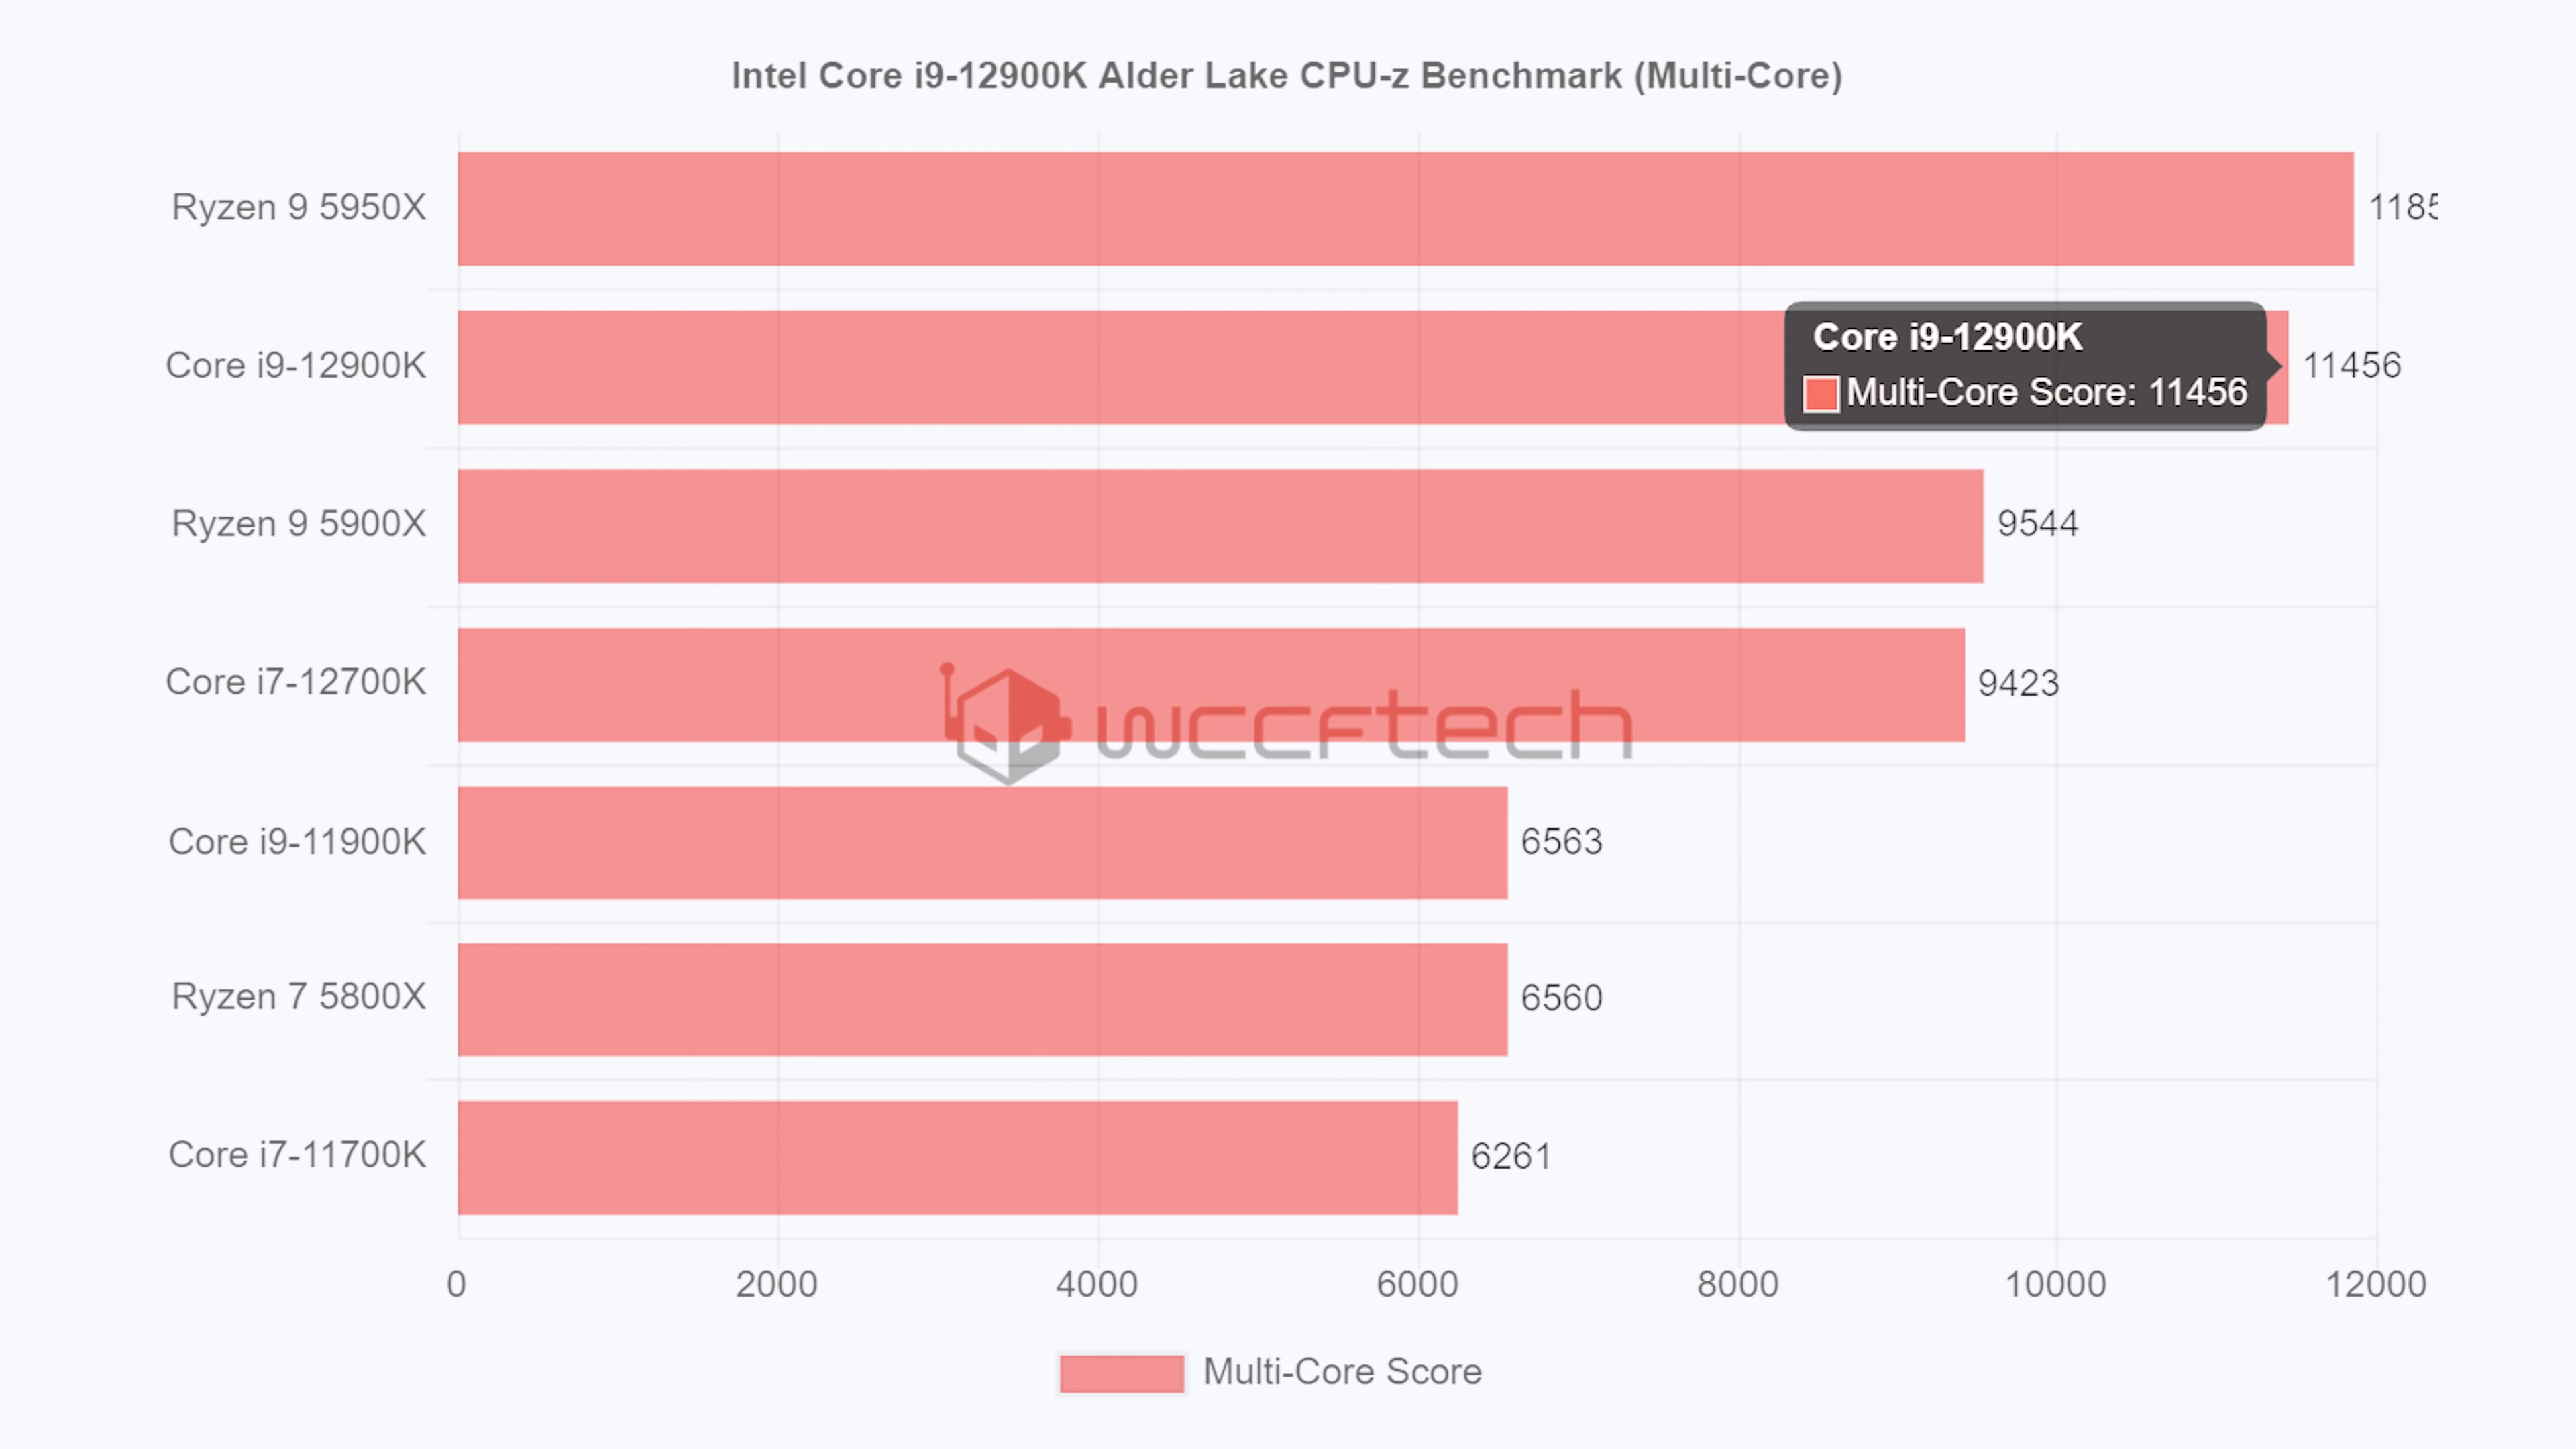 Intel Core i9-12900K Alder Lake CPU-z Benchmark (Multi-Core)
Ryzen 9 5950X
Core i9-12900K
Core i9-12900K 11456
Multi-Core Score: 11456
Ryzen 9 5900X 9544
Core i7-12700K 9423
wccftech
Core i9-11900K 6563
Ryzen 7 5800X 6560
Core i7-11700K 6261
0 2000 4000 6000 8000 10000 12000
Multi-Core Score